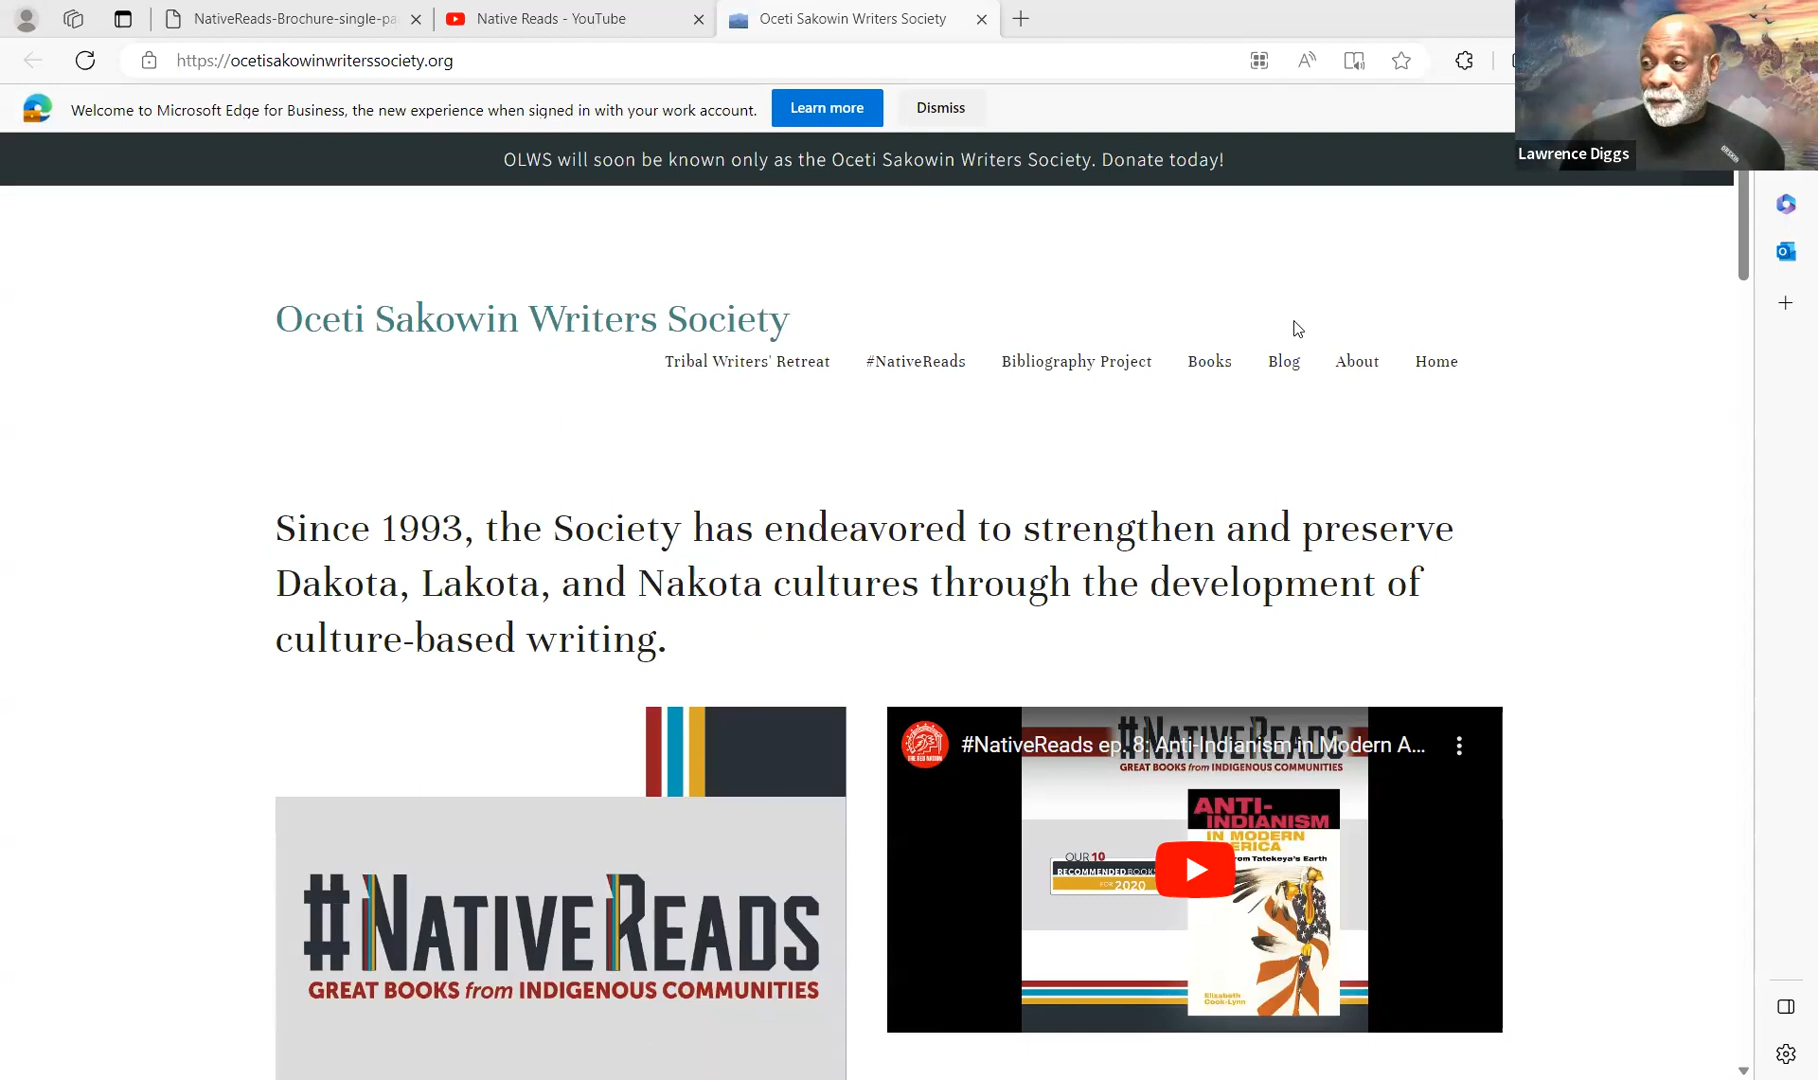 NativeReads-Brochure-single-pa
Native Reads - YouTube
Oceti Sakowin Writers Society
https://ocetisakowinwriterssociety.org
Welcome to Microsoft Edge for Business, the new experience when signed in with your work account.
Learn more
Dismiss
Lawrence Diggs
OLWS will soon be known only as the Oceti Sakowin Writers Society. Donate today!
Oceti Sakowin Writers Society
Tribal Writers' Retreat #NativeReads Bibliography Project Books Blog About Home
Since 1993, the Society has endeavored to strengthen and preserve
Dakota, Lakota, and Nakota cultures through the development of
culture-based writing.
#NATIVEREADS
GREAT BOOKS from INDIGENOUS COMMUNITIES
#NativeReads ep. 8: Anti-Indianism in Modern A...
#NATIVEREADS
GREAT BOOKS from INDIGENOUS COMMUNITIES
ANTI-
INDIANISM
IN MODERN
rom Tatekeya's Earth
OUR 10
RECOMMENDED
FOR 2020
Elizabeth
Cook-Lynn